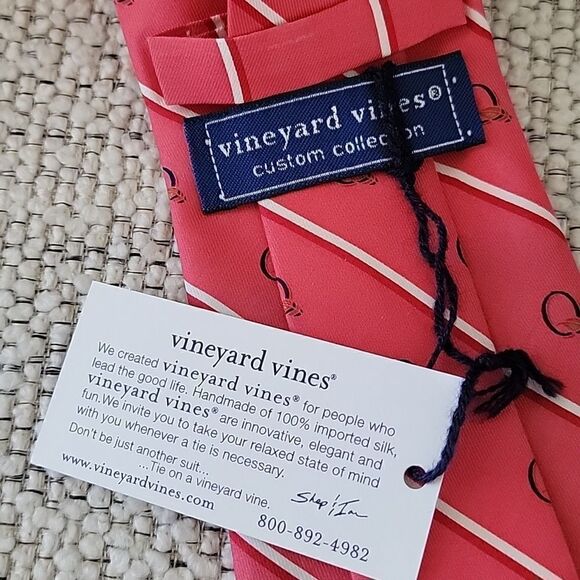 vineyard vines®
custom collection
vineyard vines®
We created vineyard vines® for people who
lead the good life. Handmade of 100% imported silk,
vineyard vines® are innovative, elegant and
fun.We invite you to take your relaxed state of mind
with you whenever a tie is necessary.
Don't be just another suit...
...Tie on a vineyard vine.
www.vineyardvines.com
Shep & Ian
800-892-4982